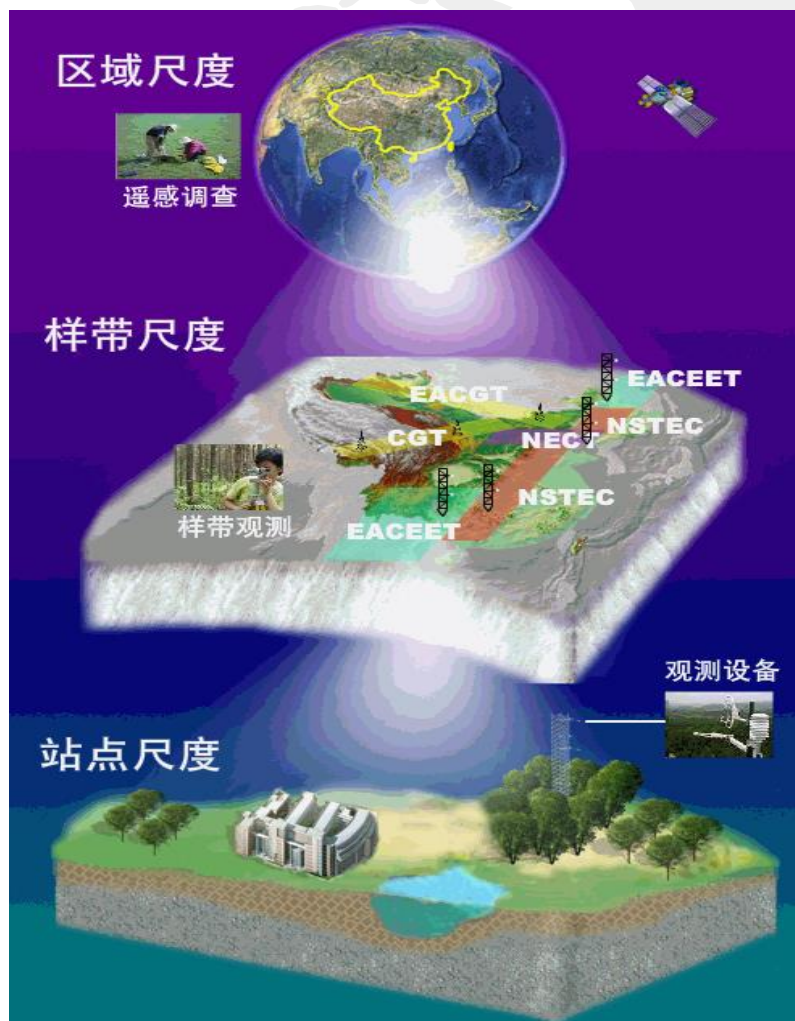 区域尺度
遥感调查
样带尺度
EACGT
EACEET
CGT
NECT
NSTEC
样带观测
NSTEC
EACEET
观测设备
站点尺度